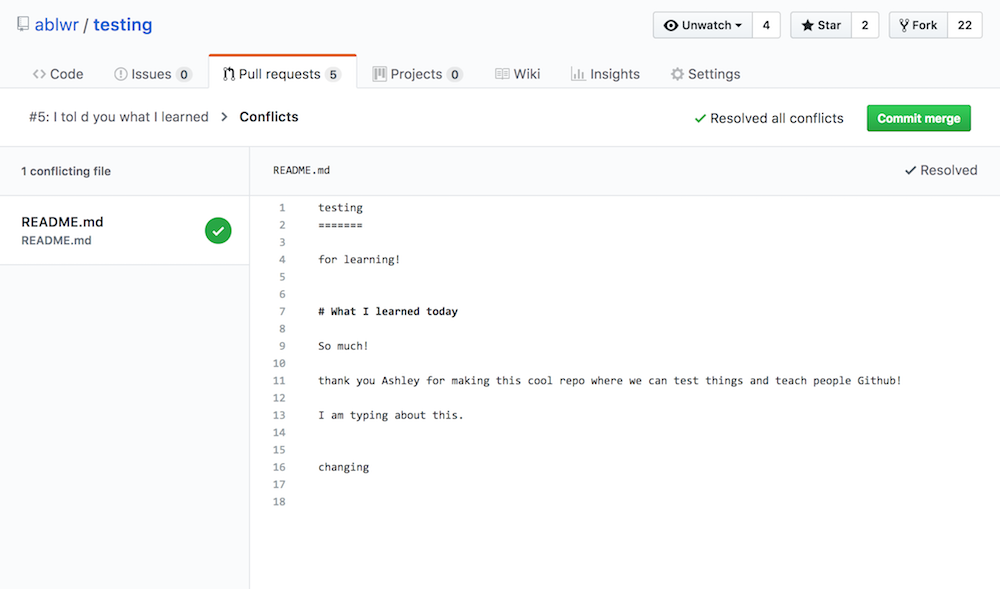 ablwr / testing
Unwatch 4
Star 2
Fork 22
Code
Issues 0
Pull requests 5
Projects 0
Wiki
Insights
Settings
#5: I tol d you what I learned > Conflicts
Resolved all conflicts
Commit merge
1 conflicting file
README.md
README.md
README.md
Resolved
1 testing
2 =======
3
4 for learning!
5
6
7 # What I learned today
8
9 So much!
10
11 thank you Ashley for making this cool repo where we can test things and teach people Github!
12
13 I am typing about this.
14
15
16 changing
17
18